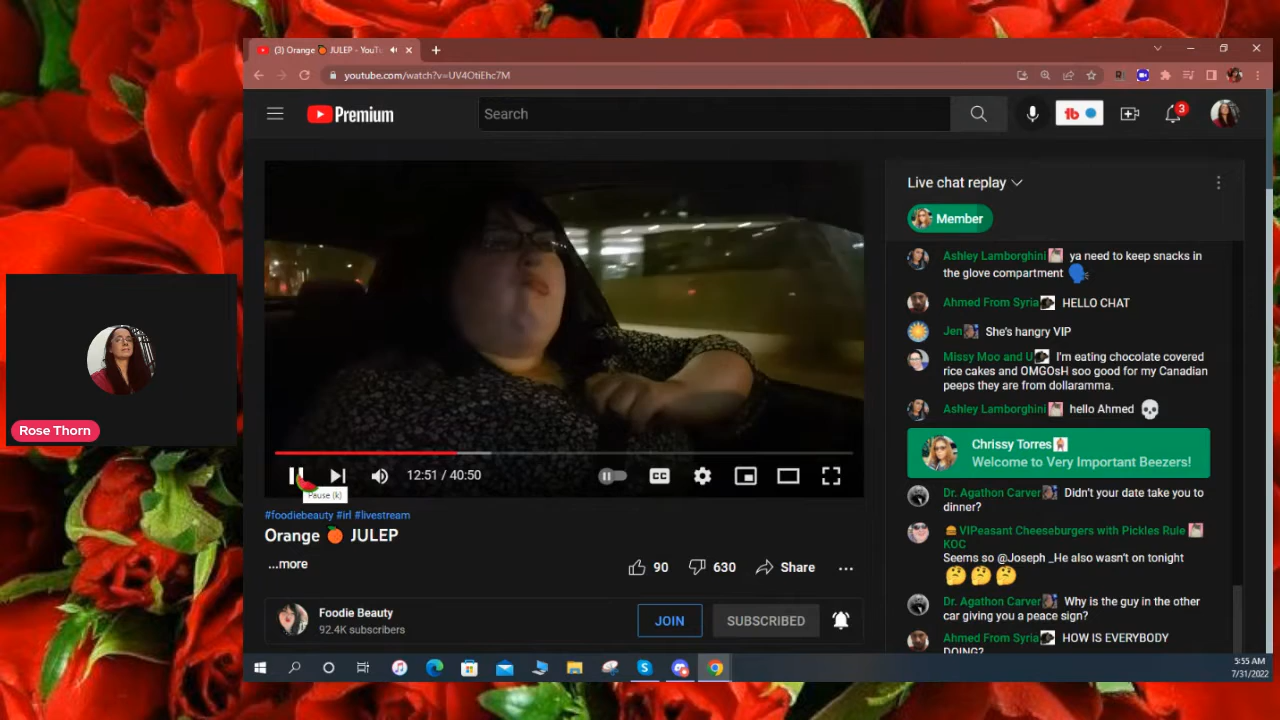 (3) Orange 🍊 JULEP - YouTu
youtube.com/watch?v=UV4OtiEhc7M
Premium
Search
1b
3
Live chat replay
Member
Ashley Lamborghini ya need to keep snacks in
the glove compartment 🗣
Ahmed From Syria HELLO CHAT
Jen She's hangry VIP
Missy Moo and U I'm eating chocolate covered
rice cakes and OMGOsH soo good for my Canadian
peeps they are from dollaramma.
Ashley Lamborghini hello Ahmed 💀
Chrissy Torres
Welcome to Very Important Beezers!
Dr. Agathon Carver Didn't your date take you to
dinner?
🍔VIPeasant Cheeseburgers with Pickles Rule
KOC
Seems so @Joseph _He also wasn't on tonight
🤔🤔🤔
Dr. Agathon Carver Why is the guy in the other
car giving you a peace sign?
Ahmed From Syria HOW IS EVERYBODY
DOING?
12:51 / 40:50
CC
Pause (k)
#foodiebeauty #irl #livestream
Orange 🍊 JULEP
...more
90
630
Share
Foodie Beauty
92.4K subscribers
JOIN
SUBSCRIBED
Rose Thorn
5:55 AM
7/31/2022